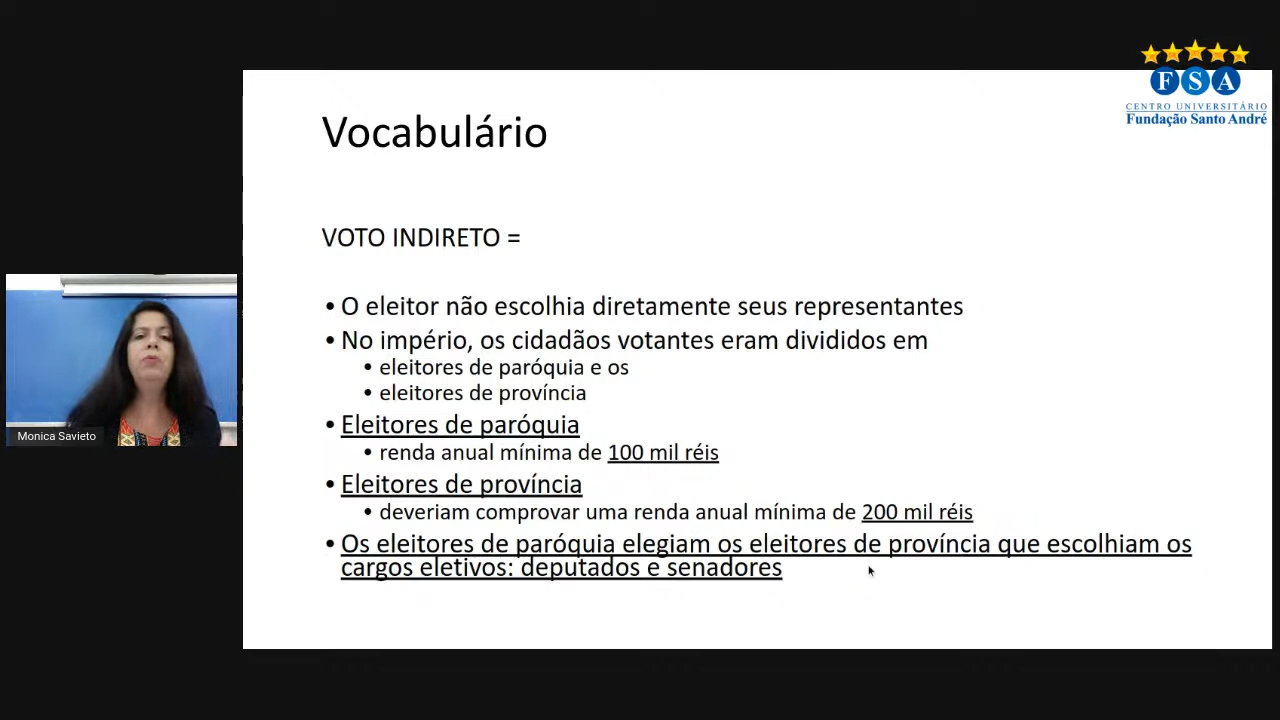 FSA
CENTRO UNIVERSITÁRIO
Fundação Santo André
Vocabulário
VOTO INDIRETO =
• O eleitor não escolhia diretamente seus representantes
• No império, os cidadãos votantes eram divididos em
• eleitores de paróquia e os
• eleitores de província
• Eleitores de paróquia
• renda anual mínima de 100 mil réis
• Eleitores de província
• deveriam comprovar uma renda anual mínima de 200 mil réis
• Os eleitores de paróquia elegiam os eleitores de província que escolhiam os
cargos eletivos: deputados e senadores
Monica Savieto